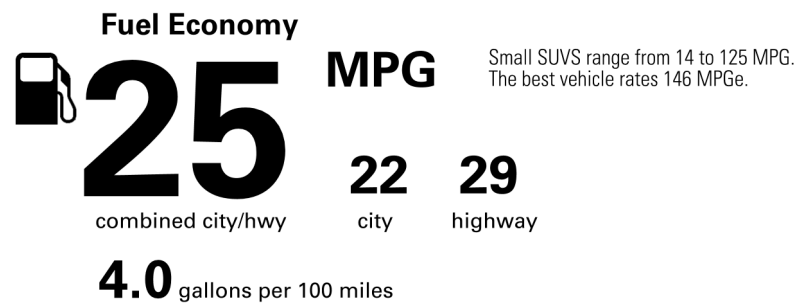 Fuel Economy
25
MPG
Small SUVS range from 14 to 125 MPG.
The best vehicle rates 146 MPGe.
22 29
combined city/hwy city highway
4.0 gallons per 100 miles